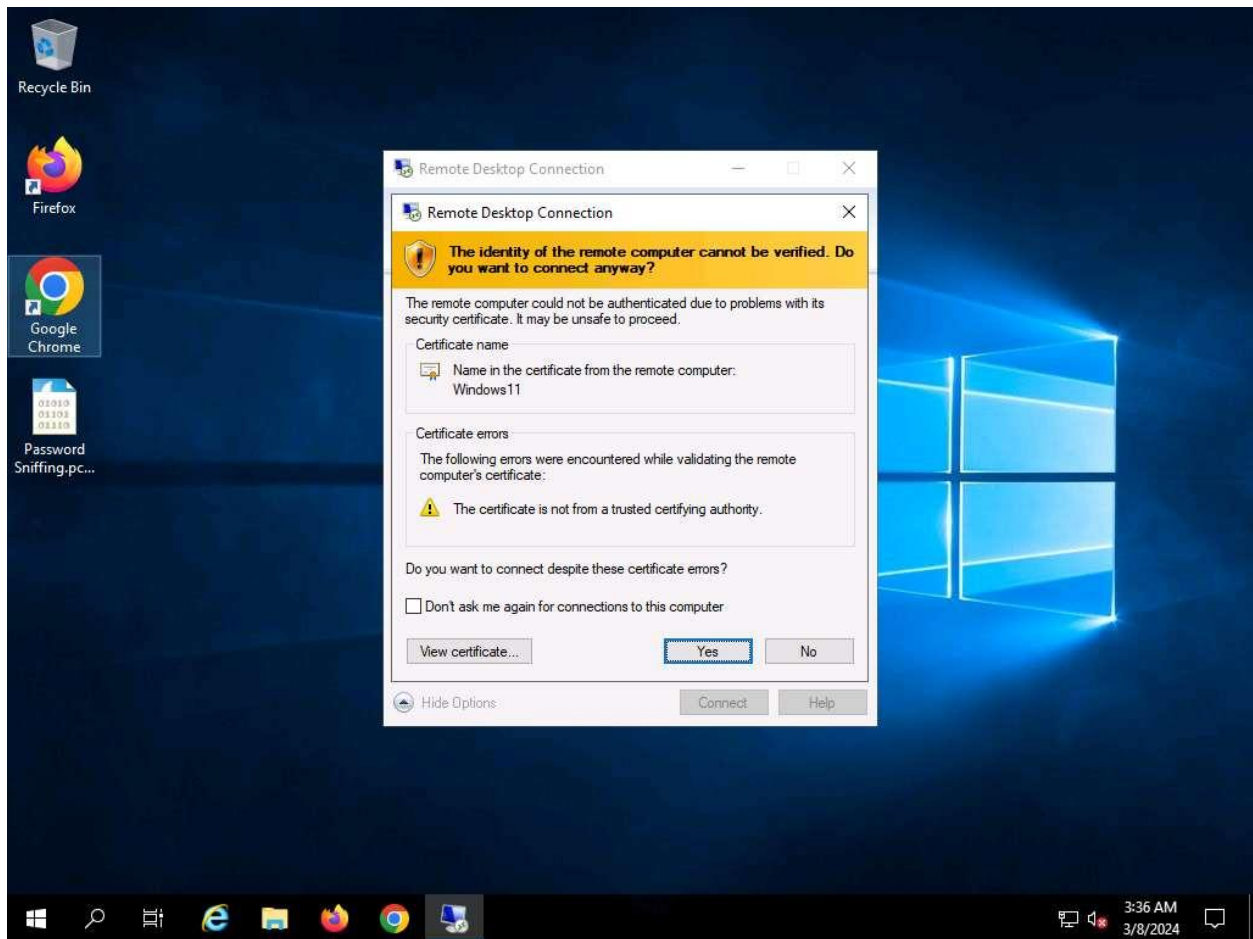 Recycle Bin
Firefox
Google
Chrome
01010
01101
01110
Password
Sniffing.pc...
Remote Desktop Connection
Remote Desktop Connection
The identity of the remote computer cannot be verified. Do
you want to connect anyway?
The remote computer could not be authenticated due to problems with its
security certificate. It may be unsafe to proceed.
Certificate name
Name in the certificate from the remote computer:
Windows11
Certificate errors
The following errors were encountered while validating the remote
computer's certificate:
The certificate is not from a trusted certifying authority.
Do you want to connect despite these certificate errors?
Don't ask me again for connections to this computer
View certificate...
Yes
No
Hide Options
Connect
Help
3:36 AM
3/8/2024